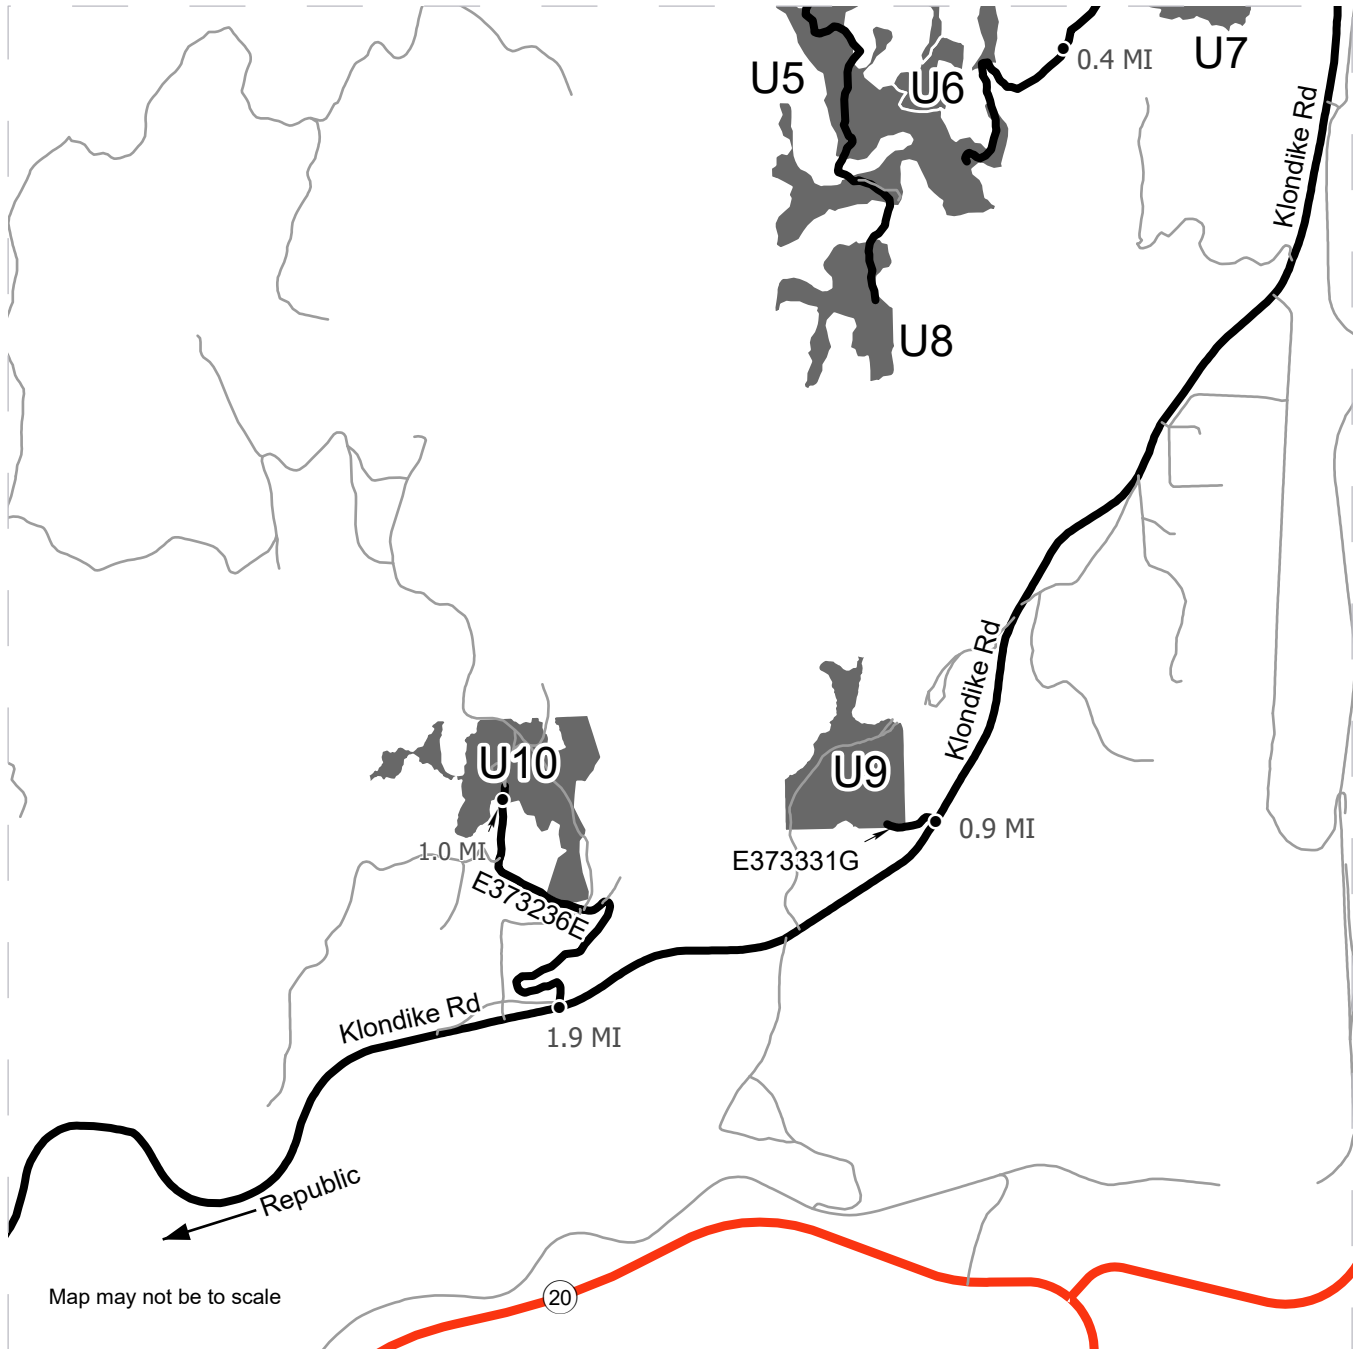 U5
U6
0.4 MI
U7
Klondike Rd
U8
Klondike Rd
U10
U9
1.0 MI
0.9 MI
E373331G
E373236E
Klondike Rd
1.9 MI
Republic
Map may not be to scale
20